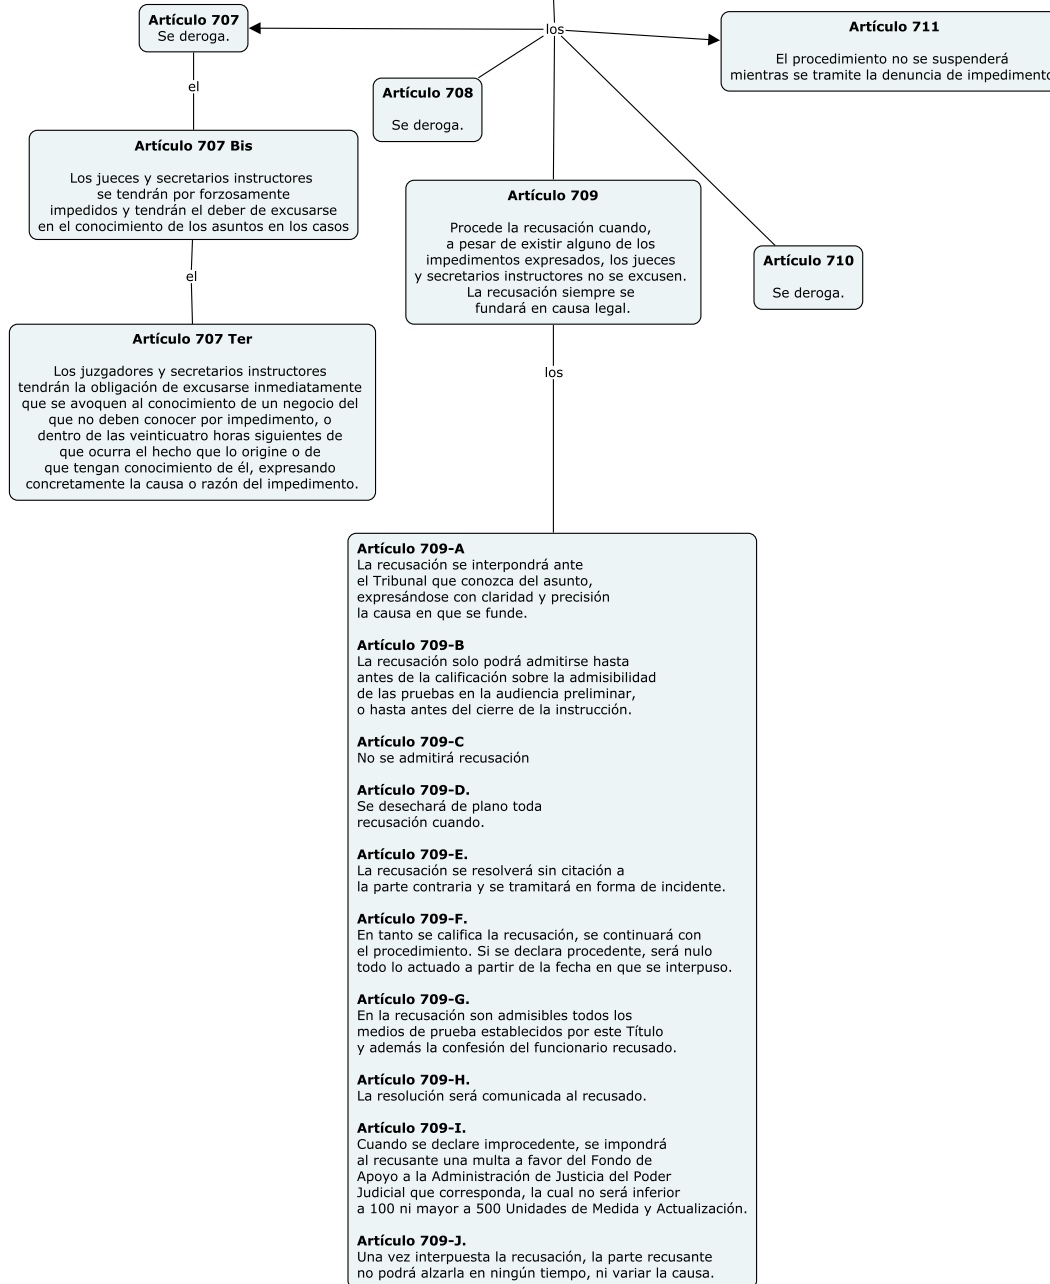 Artículo 707
Se deroga.
los
Artículo 711
El procedimiento no se suspenderá
mientras se tramite la denuncia de impedimento
el
Artículo 708
Se deroga.
Artículo 707 Bis
Los jueces y secretarios instructores
se tendrán por forzosamente
impedidos y tendrán el deber de excusarse
en el conocimiento de los asuntos en los casos
Artículo 709
Procede la recusación cuando,
a pesar de existir alguno de los
impedimentos expresados, los jueces
y secretarios instructores no se excusen.
La recusación siempre se
fundará en causa legal.
Artículo 710
Se deroga.
el
Artículo 707 Ter
Los juzgadores y secretarios instructores
tendrán la obligación de excusarse inmediatamente
que se avoquen al conocimiento de un negocio del
que no deben conocer por impedimento, o
dentro de las veinticuatro horas siguientes de
que ocurra el hecho que lo origine o de
que tengan conocimiento de él, expresando
concretamente la causa o razón del impedimento.
los
Artículo 709-A
La recusación se interpondrá ante
el Tribunal que conozca del asunto,
expresándose con claridad y precisión
la causa en que se funde.
Artículo 709-B
La recusación solo podrá admitirse hasta
antes de la calificación sobre la admisibilidad
de las pruebas en la audiencia preliminar,
o hasta antes del cierre de la instrucción.
Artículo 709-C
No se admitirá recusación
Artículo 709-D.
Se desechará de plano toda
recusación cuando.
Artículo 709-E.
La recusación se resolverá sin citación a
la parte contraria y se tramitará en forma de incidente.
Artículo 709-F.
En tanto se califica la recusación, se continuará con
el procedimiento. Si se declara procedente, será nulo
todo lo actuado a partir de la fecha en que se interpuso.
Artículo 709-G.
En la recusación son admisibles todos los
medios de prueba establecidos por este Título
y además la confesión del funcionario recusado.
Artículo 709-H.
La resolución será comunicada al recusado.
Artículo 709-I.
Cuando se declare improcedente, se impondrá
al recusante una multa a favor del Fondo de
Apoyo a la Administración de Justicia del Poder
Judicial que corresponda, la cual no será inferior
a 100 ni mayor a 500 Unidades de Medida y Actualización.
Artículo 709-J.
Una vez interpuesta la recusación, la parte recusante
no podrá alzarla en ningún tiempo, ni variar la causa.